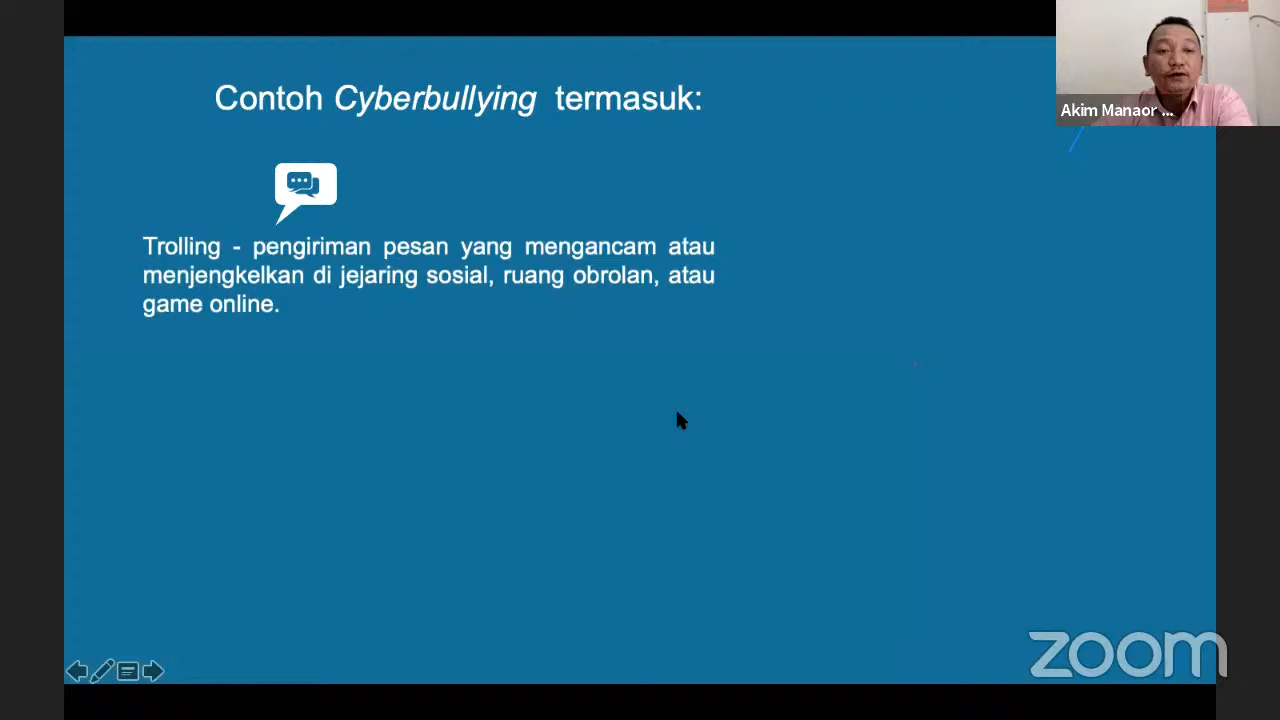 Contoh Cyberbullying termasuk:
Akim Manaor ...
Trolling - pengiriman pesan yang mengancam atau
menjengkelkan di jejaring sosial, ruang obrolan, atau
game online.
zoom